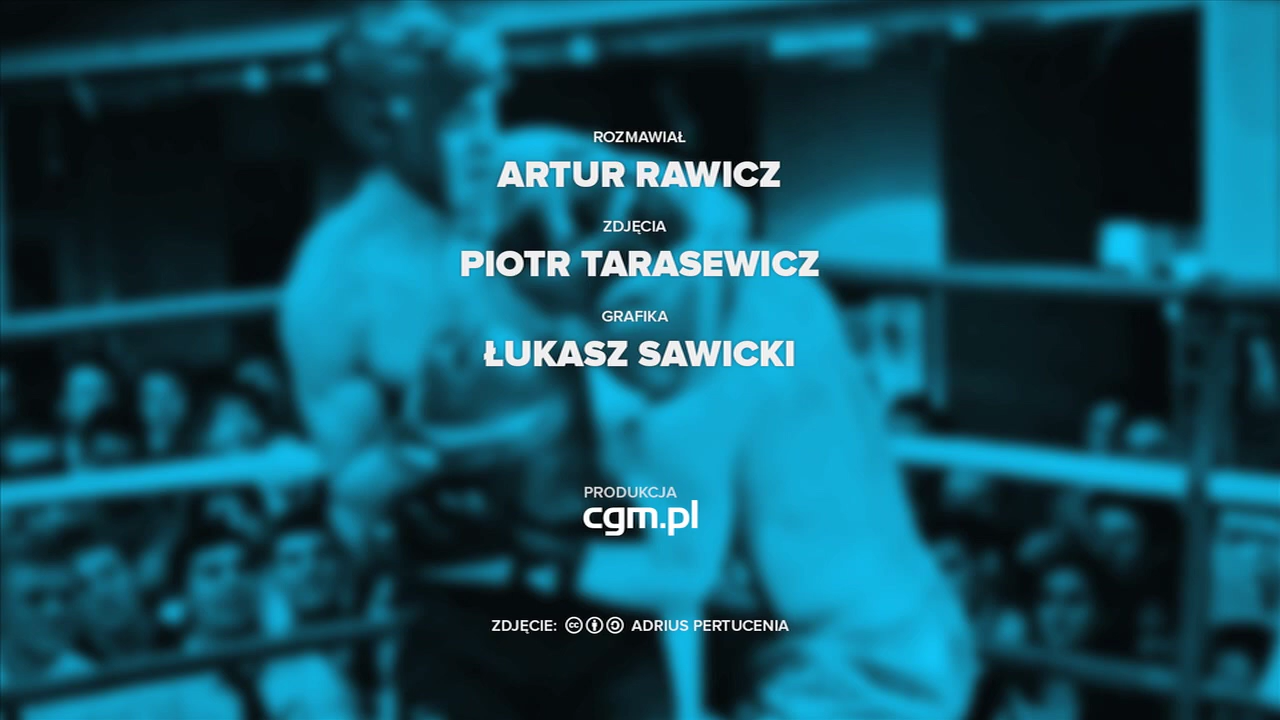 ROZMAWIAŁ
ARTUR RAWICZ
ZDJĘCIA
PIOTR TARASEWICZ
GRAFIKA
ŁUKASZ SAWICKI
PRODUKCJA
cgm.pl
ZDJĘCIE: ADRIUS PERTUCENIA